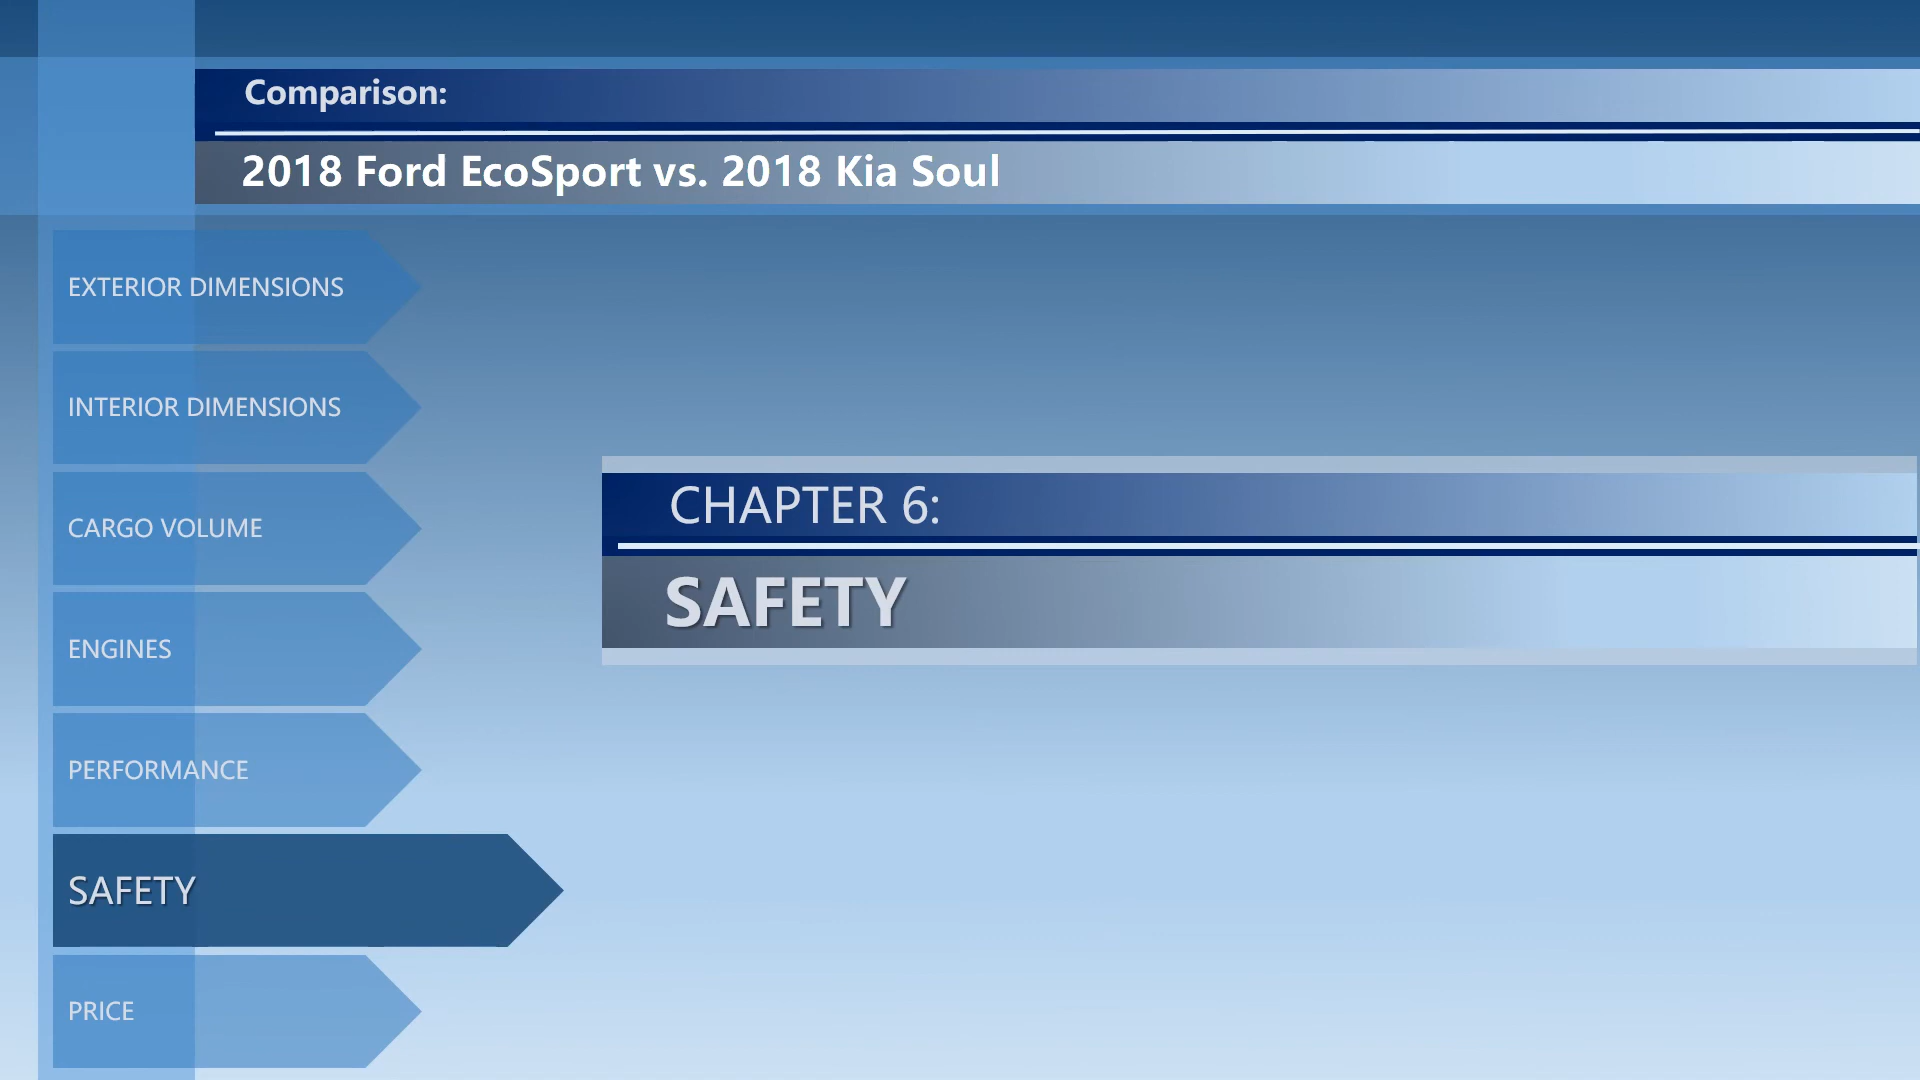 Comparison:
2018 Ford EcoSport vs. 2018 Kia Soul
EXTERIOR DIMENSIONS
INTERIOR DIMENSIONS
CARGO VOLUME
ENGINES
PERFORMANCE
SAFETY
PRICE
CHAPTER 6:
SAFETY